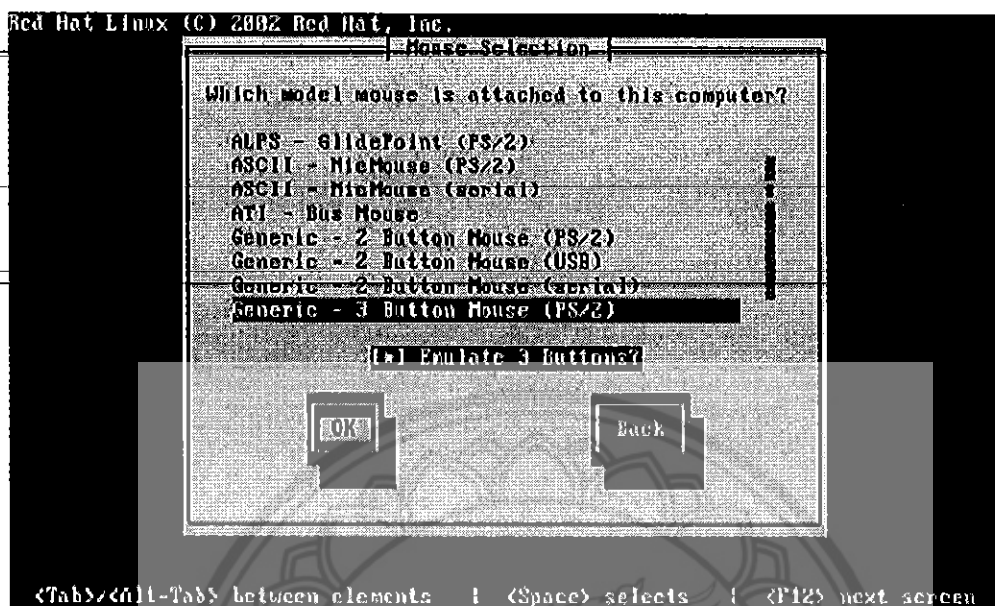 Red Hat Linux (C) 2002 Red Hat, Inc.
Mouse Selection
Which model mouse is attached to this computer?
ALPS - GlidePoint (PS/2)
ASCII - MieMouse (PS/2)
ASCII - MieMouse (serial)
ATI - Bus Mouse
Generic - 2 Button Mouse (PS/2)
Generic - 2 Button Mouse (USB)
Generic - 2 Button Mouse (serial)
Generic - 3 Button Mouse (PS/2)
[*] Emulate 3 Buttons?
OK Back
<Tab>/<Alt-Tab> between elements | <Space> selects | <F12> next screen